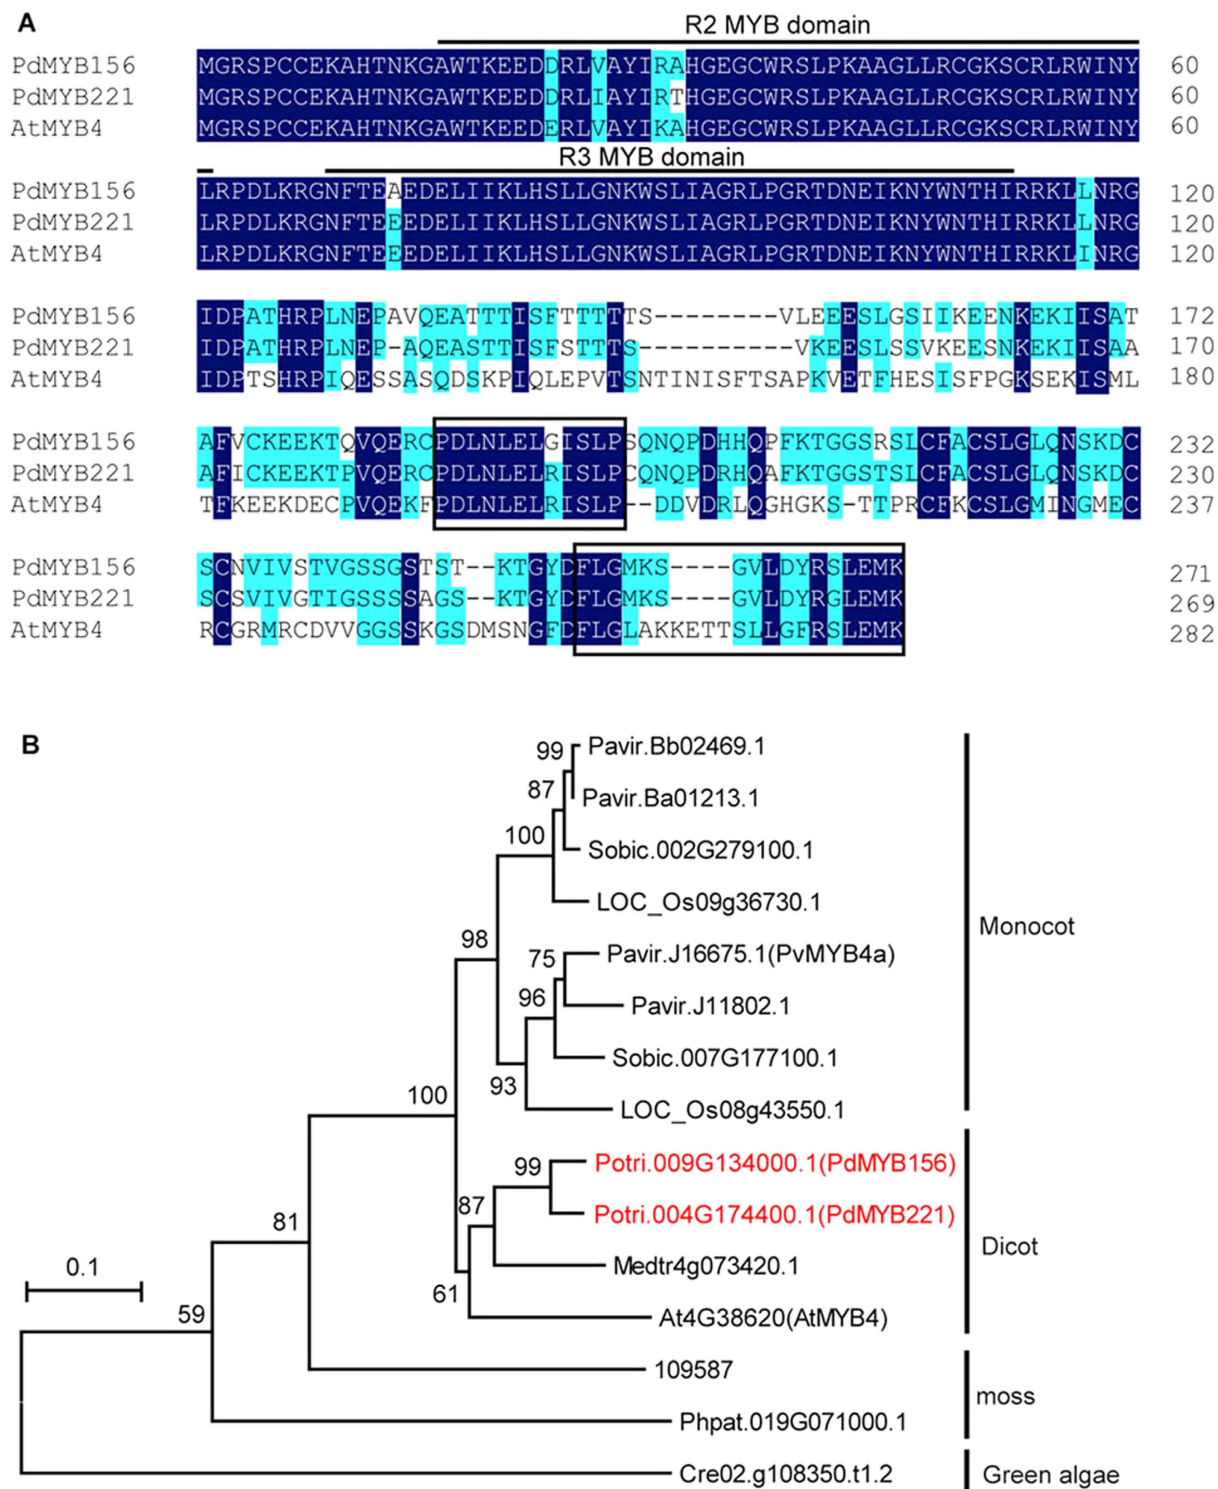 A
R2 MYB domain
PdMYB156 MGRSPCCEKAHTNKGAWTKEEDDRLVAYIRAHGEGCWRSLPKAAGLLRCGKSCRLRWINY 60
PdMYB221 MGRSPCCEKAHTNKGAWTKEEDDRLIAYIRTHGEGCWRSLPKAAGLLRCGKSCRLRWINY 60
AtMYB4 MGRSPCCEKAHTNKGAWTKEEDERLVAYIKAHGEGCWRSLPKAAGLLRCGKSCRLRWINY 60
R3 MYB domain
PdMYB156 LRPDLKRGNFTEAEDELIIKLHSLLGNKWSLIAGRLPGRTDNEIKNYWNTHIRRKLLNRG 120
PdMYB221 LRPDLKRGNFTEEEDELIIKLHSLLGNKWSLIAGRLPGRTDNEIKNYWNTHIRRKLLNRG 120
AtMYB4 LRPDLKRGNFTEEEDELIIKLHSLLGNKWSLIAGRLPGRTDNEIKNYWNTHIRRKLINRG 120
PdMYB156 IDPATHRPLNEPAVQEATTTISFTTTTTS--------VLEEESLGSIIKEENKEKIISAT 172
PdMYB221 IDPATHRPLNEP-AQEASTTISFSTTTS----------VKEESLSSVKEESNKEKIISAA 170
AtMYB4 IDPTSHRPIQESSASQDSKPIQLEPVTSNTINISFTSAPKVETFHESISFPGKSEKISML 180
PdMYB156 AFVCKEEKTQVQERCPDLNLELGISLPSQNQPDHHQPFKTGGSRSLCFACSLGLQNSKDC 232
PdMYB221 AFICKEEKTPVQERCPDLNLELRISLPCQNQPDRHQAFKTGGSTSLCFACSLGLQNSKDC 230
AtMYB4 TFKEEKDECPVQEKFPDLNLELRISLP--DDVDRLQGHGKS-TTPRCFKCSLGMINGMEC 237
PdMYB156 SCNVIVSTVGSSGSTST--KTGYDFLGMKS----GVLDYRSLEMK 271
PdMYB221 SCSVIVGTIGSSSSAGS--KTGYDFLGMKS----GVLDYRGLEMK 269
AtMYB4 RCGRMRCDVVGGSSKGSDMSNGFDFLGLAKKETTSLLGFRSLEMK 282
B
99 Pavir.Bb02469.1
87
Pavir.Ba01213.1
100
Sobic.002G279100.1
LOC_Os09g36730.1
Monocot
98
75 Pavir.J16675.1(PvMYB4a)
96
Pavir.J11802.1
Sobic.007G177100.1
93
100
LOC_Os08g43550.1
99 Potri.009G134000.1(PdMYB156)
87 Potri.004G174400.1(PdMYB221)
81
Dicot
0.1
Medtr4g073420.1
61
59
At4G38620(AtMYB4)
109587
moss
Phpat.019G071000.1
Cre02.g108350.t1.2
Green algae